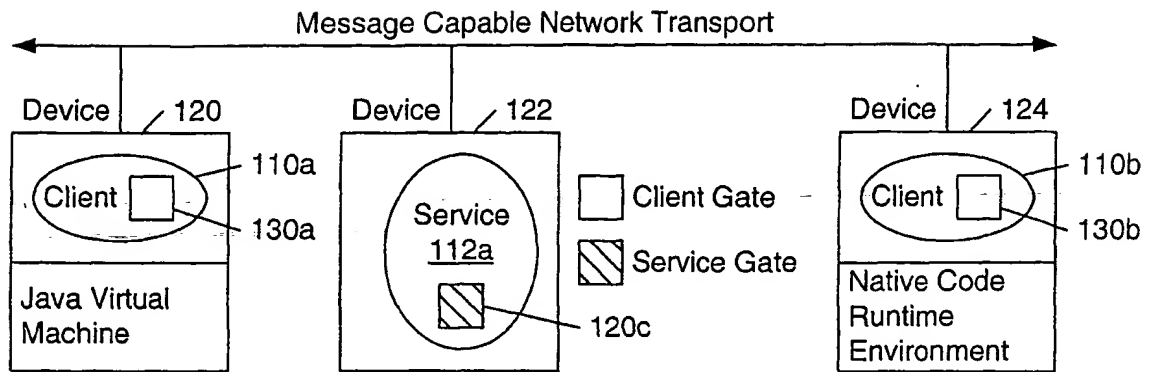 Message Capable Network Transport
Device 120
Device 122
Device 124
110a
Client
130a
Java Virtual
Machine
Service
112a
120c
Client Gate
Service Gate
110b
Client
130b
Native Code
Runtime
Environment